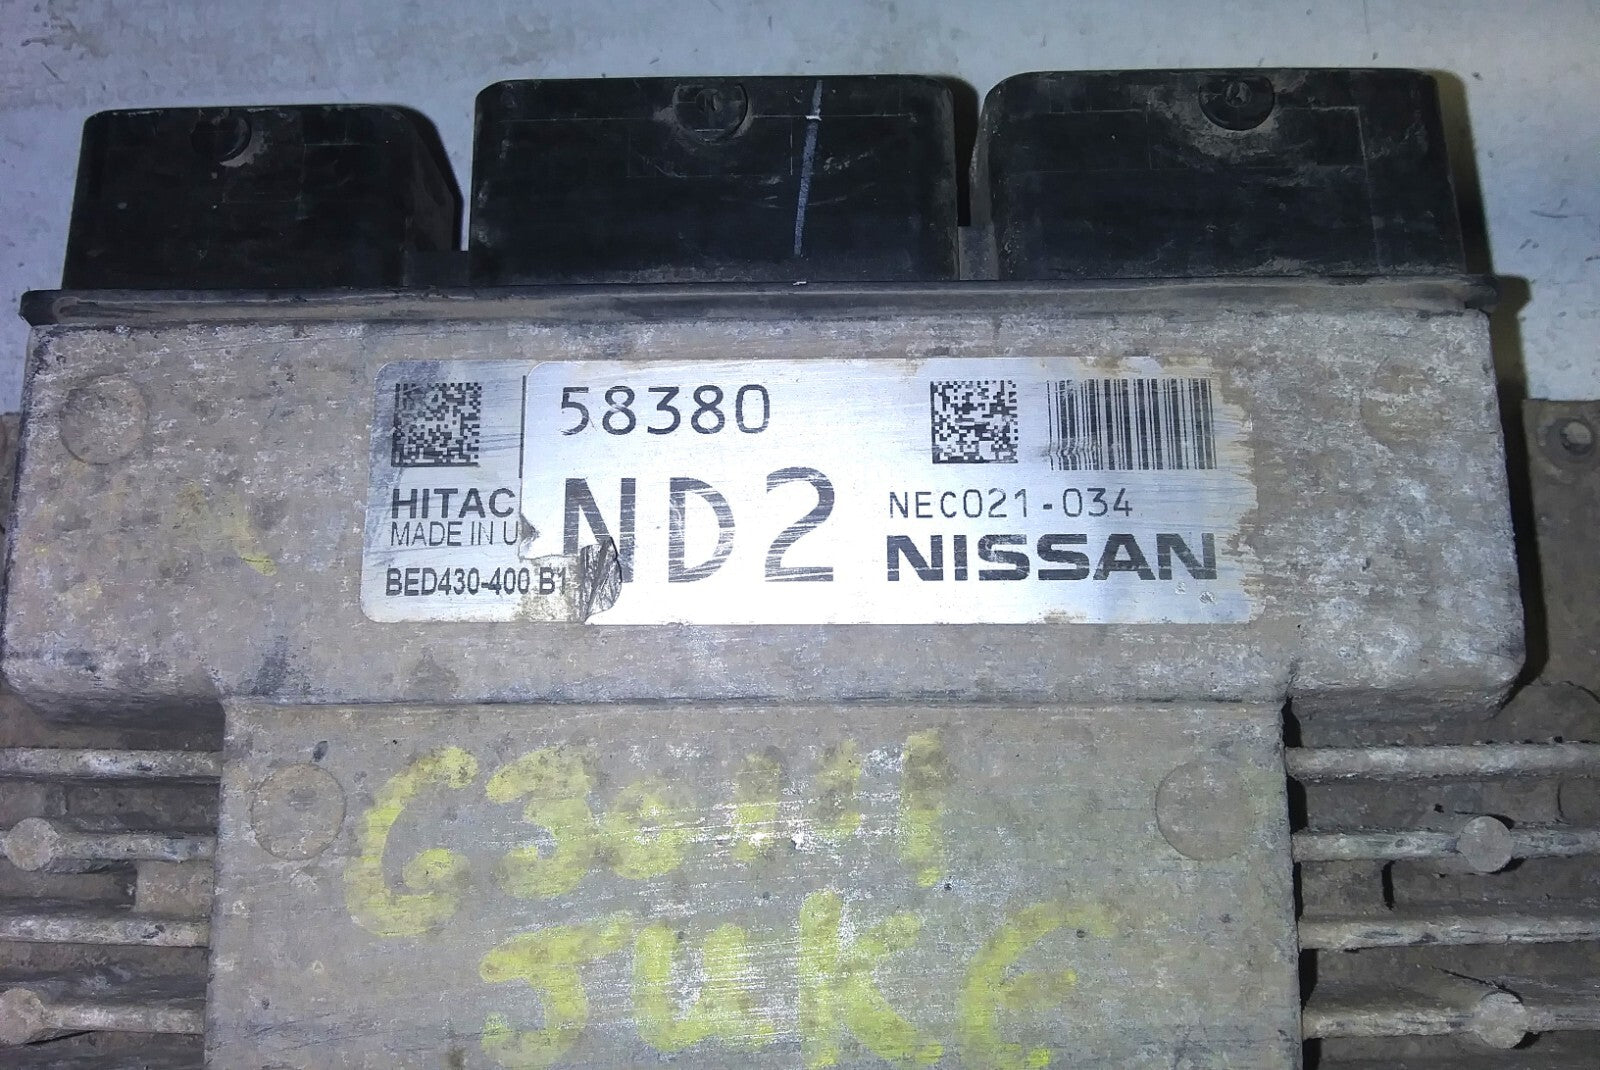 58380
HITAC
MADE IN U
ND2
NEC021-034
NISSAN
BED430-400 B1
JUKE